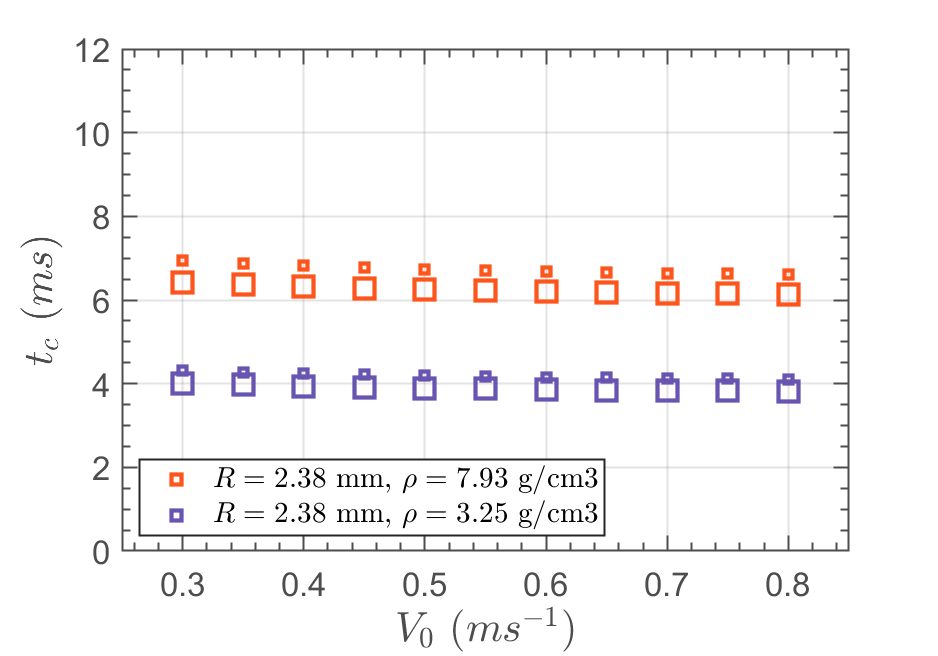 12
10
8
6
4
2
0
t_c (ms)
R = 2.38 mm, ρ = 7.93 g/cm3
R = 2.38 mm, ρ = 3.25 g/cm3
0.3 0.4 0.5 0.6 0.7 0.8
V_0 (ms^{-1})